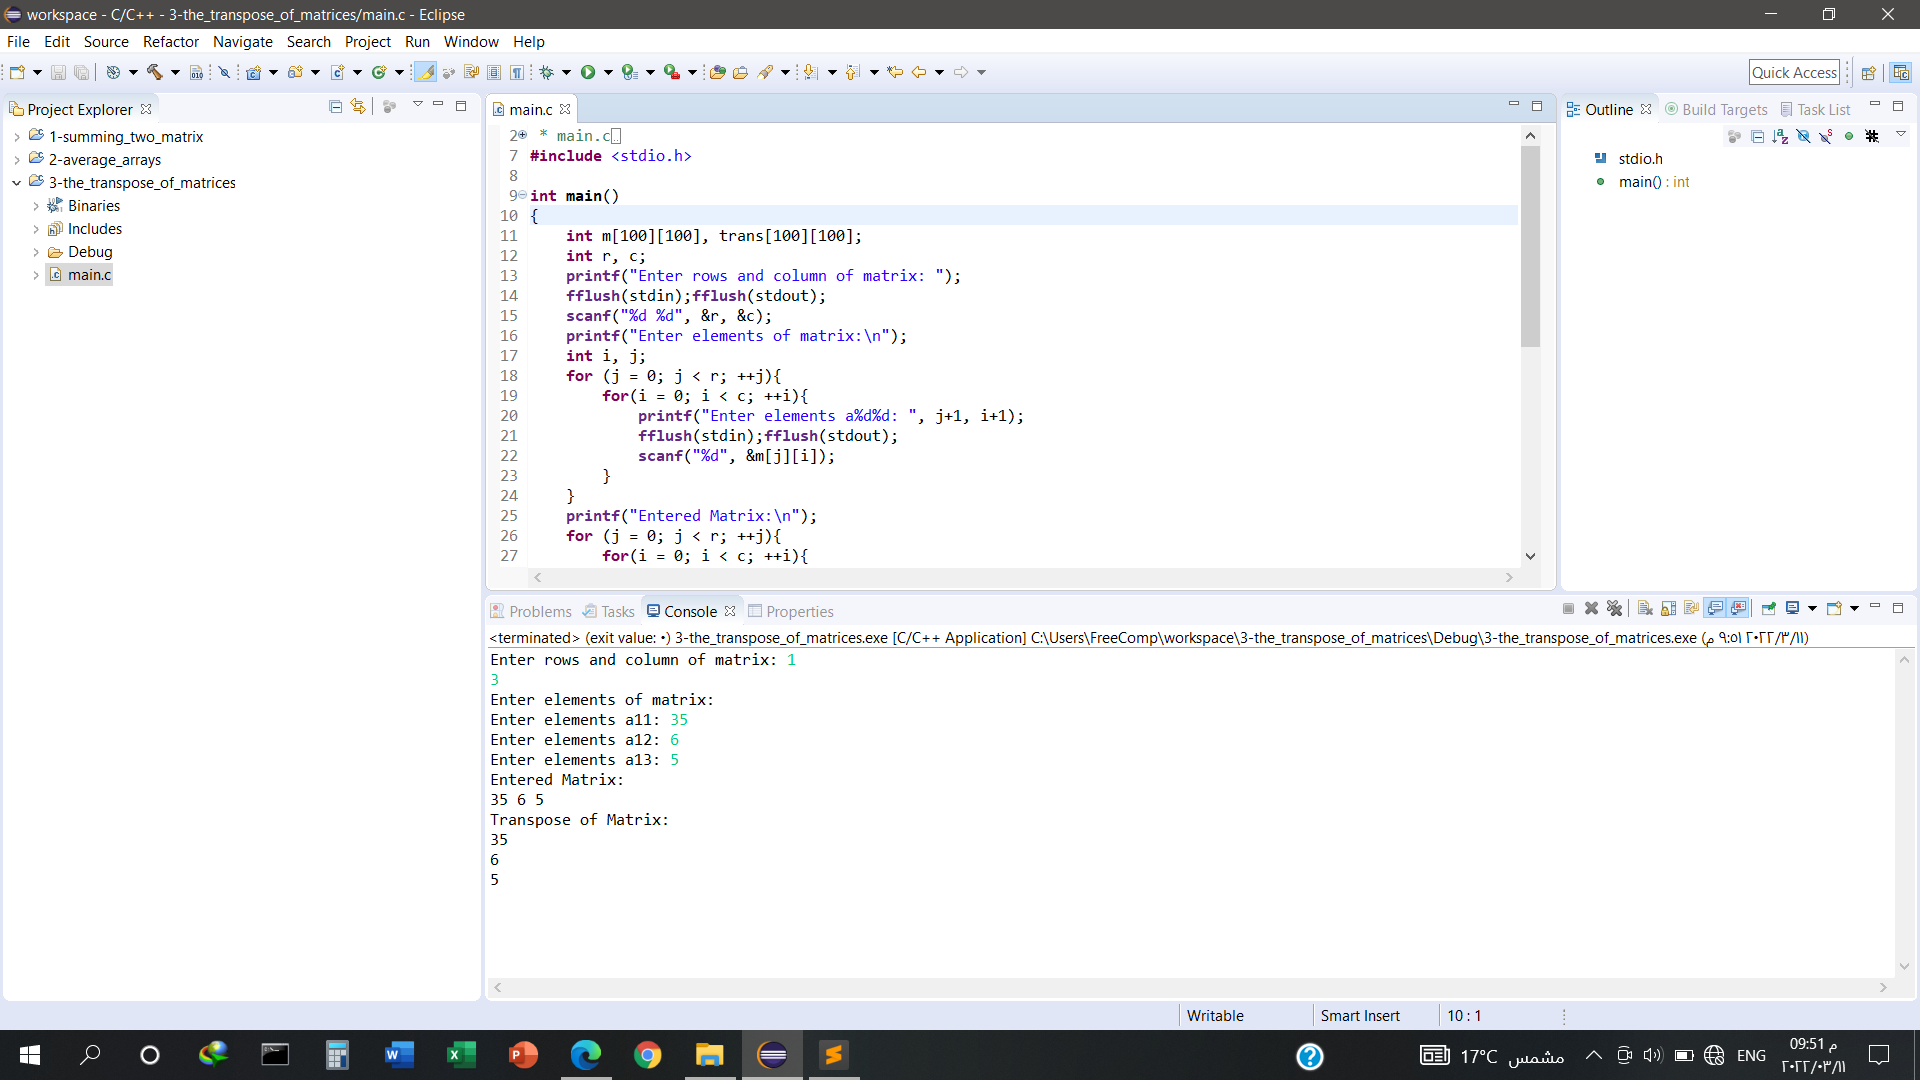 workspace - C/C++ - 3-the_transpose_of_matrices/main.c - Eclipse
File Edit Source Refactor Navigate Search Project Run Window Help
Quick Access
Project Explorer
1-summing_two_matrix
2-average_arrays
3-the_transpose_of_matrices
Binaries
Includes
Debug
main.c
main.c
2 * main.c
7 #include <stdio.h>
8
9 int main()
10 {
11 int m[100][100], trans[100][100];
12 int r, c;
13 printf("Enter rows and column of matrix: ");
14 fflush(stdin);fflush(stdout);
15 scanf("%d %d", &r, &c);
16 printf("Enter elements of matrix:\n");
17 int i, j;
18 for (j = 0; j < r; ++j){
19 for(i = 0; i < c; ++i){
20 printf("Enter elements a%d%d: ", j+1, i+1);
21 fflush(stdin);fflush(stdout);
22 scanf("%d", &m[j][i]);
23 }
24 }
25 printf("Entered Matrix:\n");
26 for (j = 0; j < r; ++j){
27 for(i = 0; i < c; ++i){
Outline Build Targets Task List
stdio.h
main() : int
Problems Tasks Console Properties
<terminated> (exit value: ٠) 3-the_transpose_of_matrices.exe [C/C++ Application] C:\Users\FreeComp\workspace\3-the_transpose_of_matrices\Debug\3-the_transpose_of_matrices.exe (٢٠٢٢/٣/١١ ٩:٥١ م)
Enter rows and column of matrix: 1
3
Enter elements of matrix:
Enter elements a11: 35
Enter elements a12: 6
Enter elements a13: 5
Entered Matrix:
35 6 5
Transpose of Matrix:
35
6
5
Writable Smart Insert 10 : 1
17°C مشمس ENG
09:51 م
٢٠٢٢/٠٣/١١